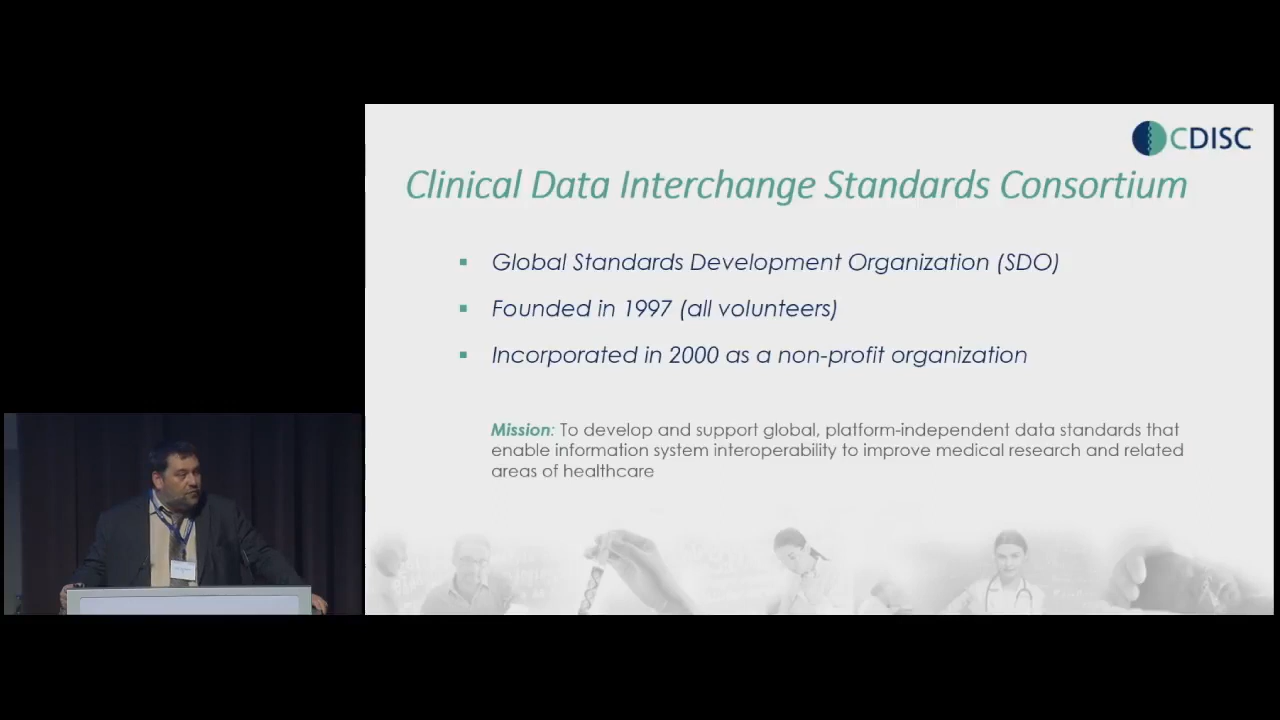 CDISC
Clinical Data Interchange Standards Consortium
▪ Global Standards Development Organization (SDO)
▪ Founded in 1997 (all volunteers)
▪ Incorporated in 2000 as a non-profit organization
Mission: To develop and support global, platform-independent data standards that
enable information system interoperability to improve medical research and related
areas of healthcare